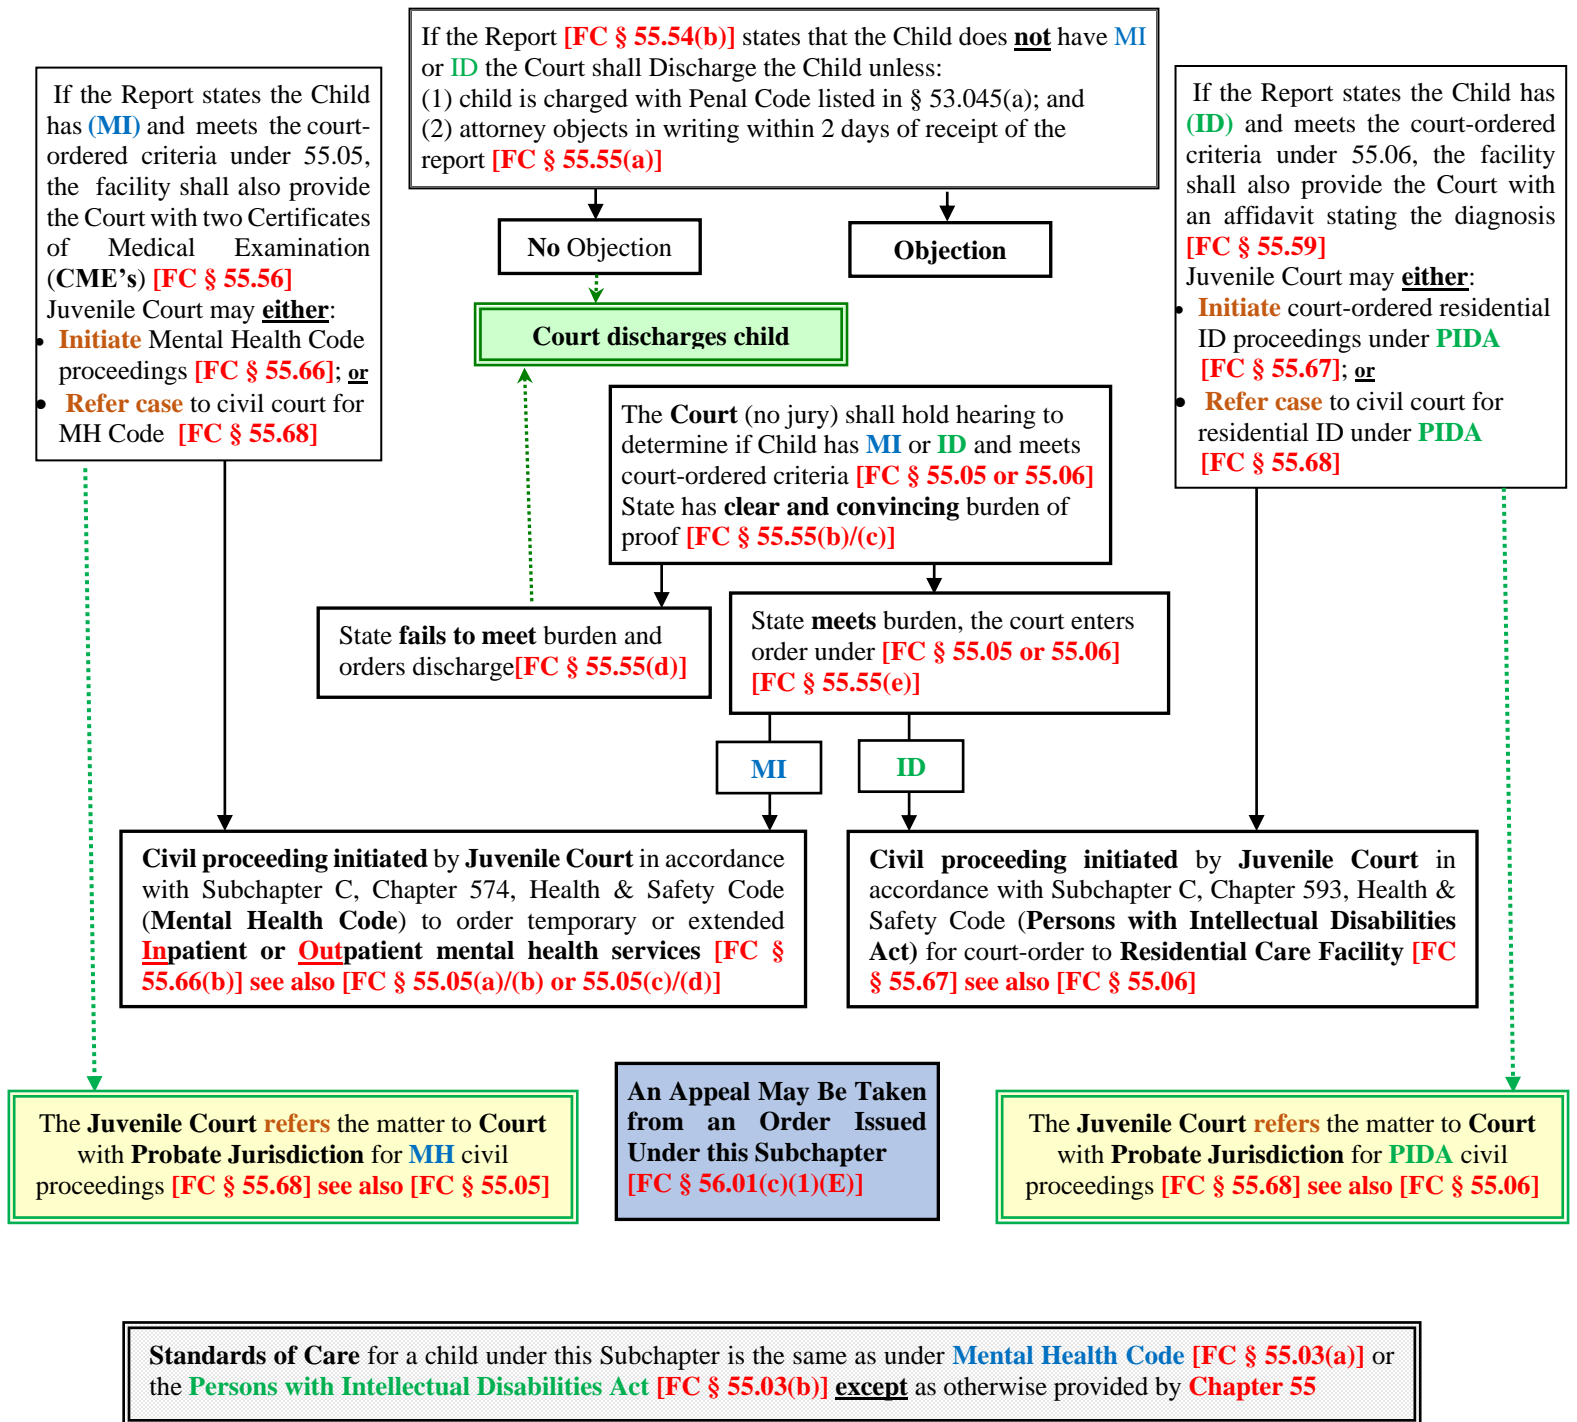 If the Report [FC § 55.54(b)] states that the Child does not have MI
or ID the Court shall Discharge the Child unless:
(1) child is charged with Penal Code listed in § 53.045(a); and
(2) attorney objects in writing within 2 days of receipt of the
report [FC § 55.55(a)]
If the Report states the Child
has (MI) and meets the court-
ordered criteria under 55.05,
the facility shall also provide
the Court with two Certificates
of Medical Examination
(CME's) [FC § 55.56]
Juvenile Court may either:
• Initiate Mental Health Code
proceedings [FC § 55.66]; or
• Refer case to civil court for
MH Code [FC § 55.68]
If the Report states the Child has
(ID) and meets the court-ordered
criteria under 55.06, the facility
shall also provide the Court with
an affidavit stating the diagnosis
[FC § 55.59]
Juvenile Court may either:
• Initiate court-ordered residential
ID proceedings under PIDA
[FC § 55.67]; or
• Refer case to civil court for
residential ID under PIDA
[FC § 55.68]
No Objection
Objection
Court discharges child
The Court (no jury) shall hold hearing to
determine if Child has MI or ID and meets
court-ordered criteria [FC § 55.05 or 55.06]
State has clear and convincing burden of
proof [FC § 55.55(b)/(c)]
State fails to meet burden and
orders discharge[FC § 55.55(d)]
State meets burden, the court enters
order under [FC § 55.05 or 55.06]
[FC § 55.55(e)]
MI
ID
Civil proceeding initiated by Juvenile Court in accordance
with Subchapter C, Chapter 574, Health & Safety Code
(Mental Health Code) to order temporary or extended
Inpatient or Outpatient mental health services [FC §
55.66(b)] see also [FC § 55.05(a)/(b) or 55.05(c)/(d)]
Civil proceeding initiated by Juvenile Court in
accordance with Subchapter C, Chapter 593, Health &
Safety Code (Persons with Intellectual Disabilities
Act) for court-order to Residential Care Facility [FC
§ 55.67] see also [FC § 55.06]
The Juvenile Court refers the matter to Court
with Probate Jurisdiction for MH civil
proceedings [FC § 55.68] see also [FC § 55.05]
An Appeal May Be Taken
from an Order Issued
Under this Subchapter
[FC § 56.01(c)(1)(E)]
The Juvenile Court refers the matter to Court
with Probate Jurisdiction for PIDA civil
proceedings [FC § 55.68] see also [FC § 55.06]
Standards of Care for a child under this Subchapter is the same as under Mental Health Code [FC § 55.03(a)] or
the Persons with Intellectual Disabilities Act [FC § 55.03(b)] except as otherwise provided by Chapter 55